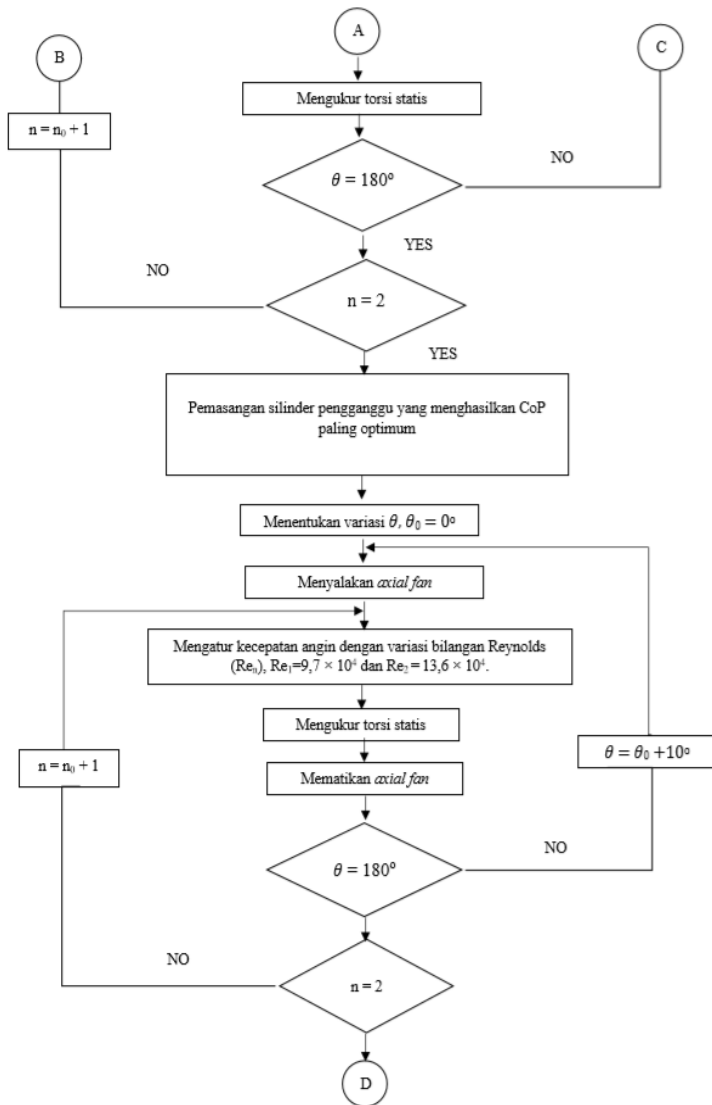 A
B
C
Mengukur torsi statis
n = n₀ + 1
NO
θ = 180°
YES
NO
n = 2
YES
Pemasangan silinder pengganggu yang menghasilkan CoP
paling optimum
Menentukan variasi θ, θ₀ = 0°
Menyalakan axial fan
Mengatur kecepatan angin dengan variasi bilangan Reynolds
(Reₙ), Re₁=9,7 × 10⁴ dan Re₂ = 13,6 × 10⁴.
Mengukur torsi statis
n = n₀ + 1
θ = θ₀ +10°
Mematikan axial fan
θ = 180°
NO
NO
n = 2
D